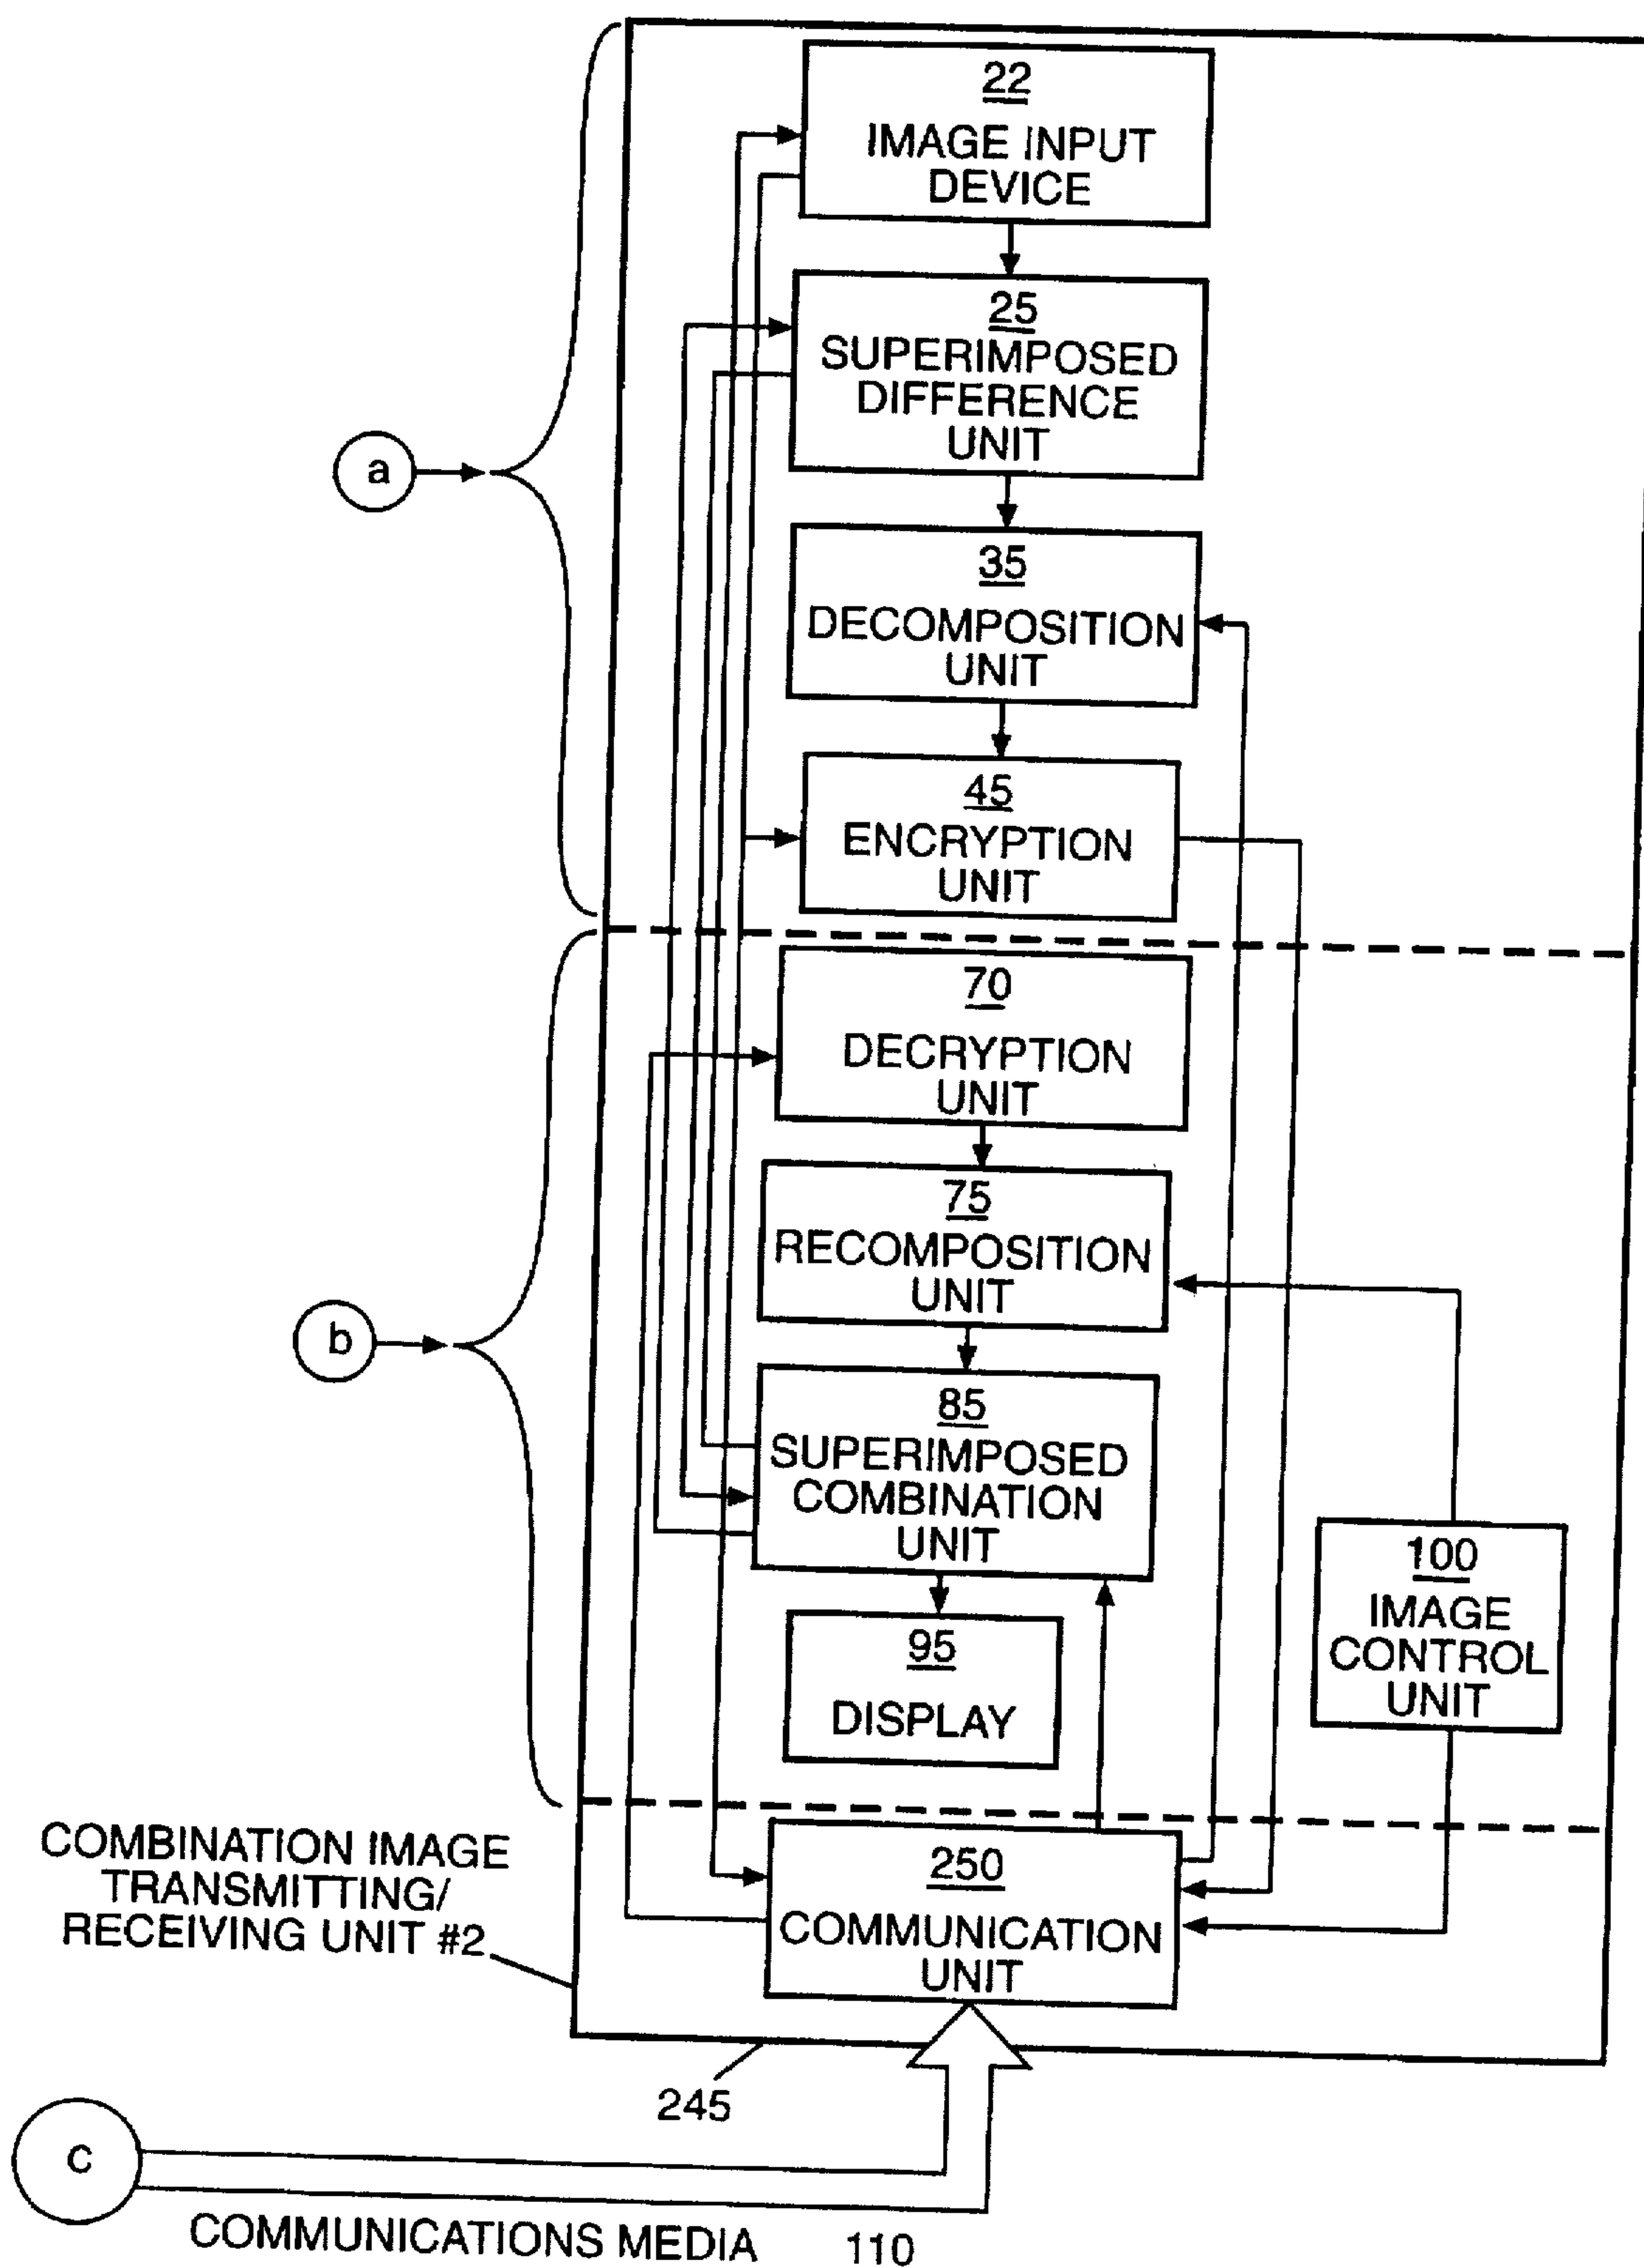 22
IMAGE INPUT
DEVICE
25
SUPERIMPOSED
DIFFERENCE
UNIT
a
35
DECOMPOSITION
UNIT
45
ENCRYPTION
UNIT
70
DECRYPTION
UNIT
75
RECOMPOSITION
UNIT
b
85
SUPERIMPOSED
COMBINATION
UNIT
100
IMAGE
CONTROL
UNIT
95
DISPLAY
COMBINATION IMAGE
TRANSMITTING/
RECEIVING UNIT #2
250
COMMUNICATION
UNIT
245
c
COMMUNICATIONS MEDIA 110